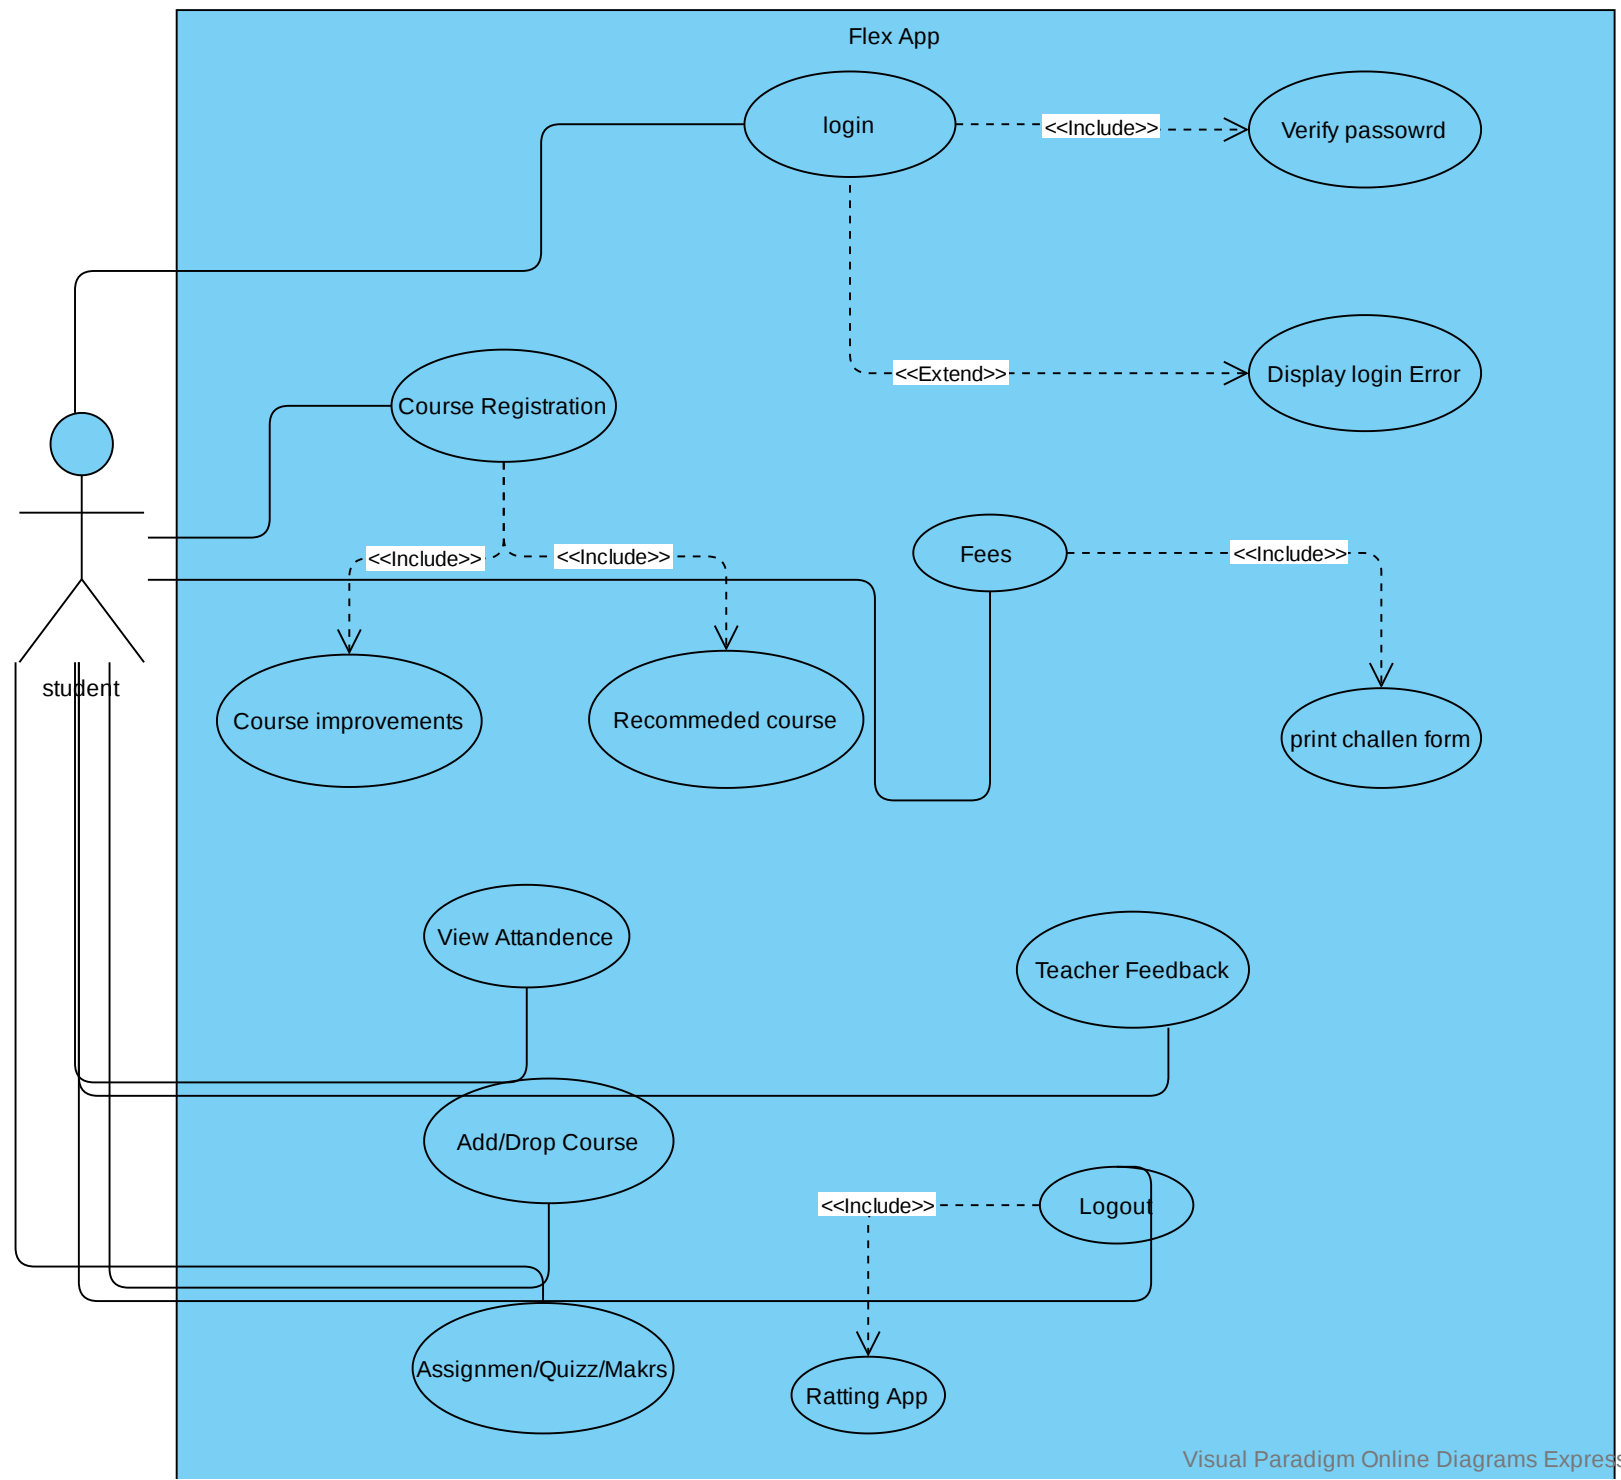 Flex App
login
<<Include>>
Verify passowrd
<<Extend>>
Display login Error
Course Registration
<<Include>>
<<Include>>
Fees
<<Include>>
student
Course improvements
Recommeded course
print challen form
View Attandence
Teacher Feedback
Add/Drop Course
<<Include>>
Logout
Assignmen/Quizz/Makrs
Ratting App
Visual Paradigm Online Diagrams Express